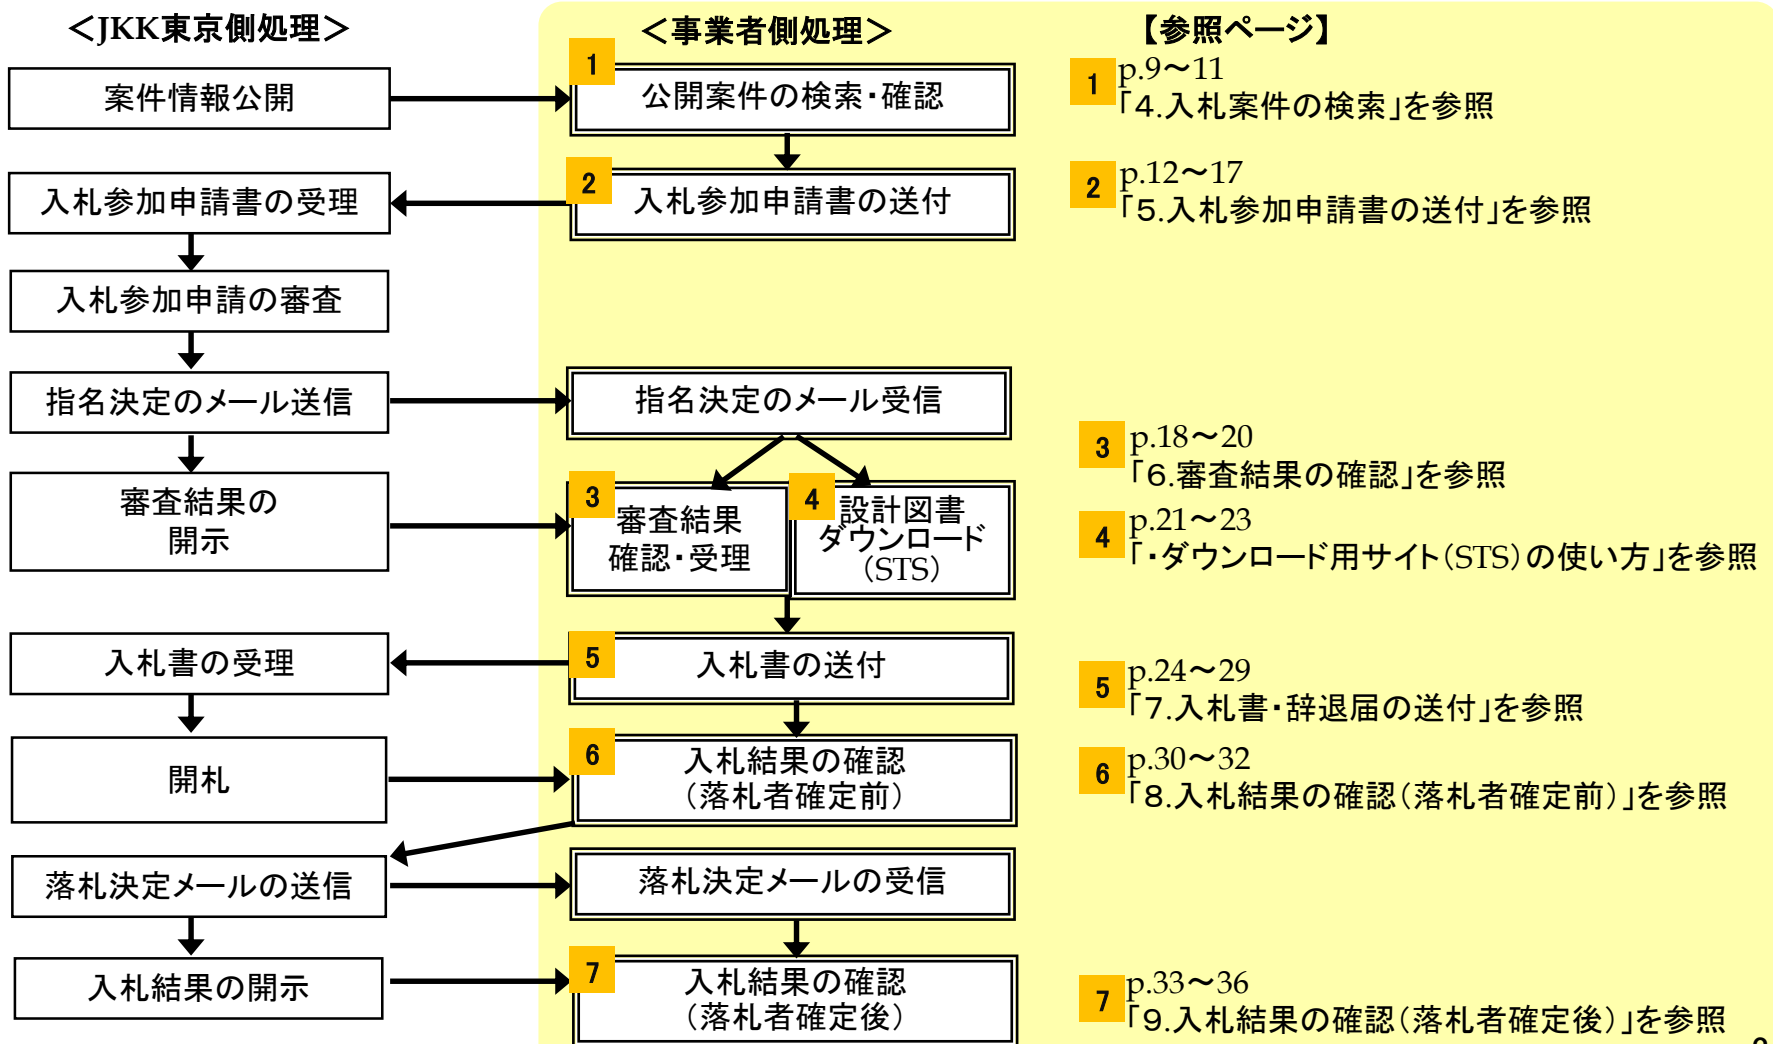 ＜JKK東京側処理＞
＜事業者側処理＞
【参照ページ】
案件情報公開
1
公開案件の検索・確認
1
p.9～11
「4.入札案件の検索」を参照
入札参加申請書の受理
2
入札参加申請書の送付
2
p.12～17
「5.入札参加申請書の送付」を参照
入札参加申請の審査
指名決定のメール送信
指名決定のメール受信
審査結果の
開示
3
審査結果
確認・受理
4
設計図書
ダウンロード
（STS）
3
p.18～20
「6.審査結果の確認」を参照
4
p.21～23
「・ダウンロード用サイト（STS）の使い方」を参照
入札書の受理
5
入札書の送付
5
p.24～29
「7.入札書・辞退届の送付」を参照
開札
6
入札結果の確認
（落札者確定前）
6
p.30～32
「8.入札結果の確認（落札者確定前）」を参照
落札決定メールの送信
落札決定メールの受信
入札結果の開示
7
入札結果の確認
（落札者確定後）
7
p.33～36
「9.入札結果の確認（落札者確定後）」を参照